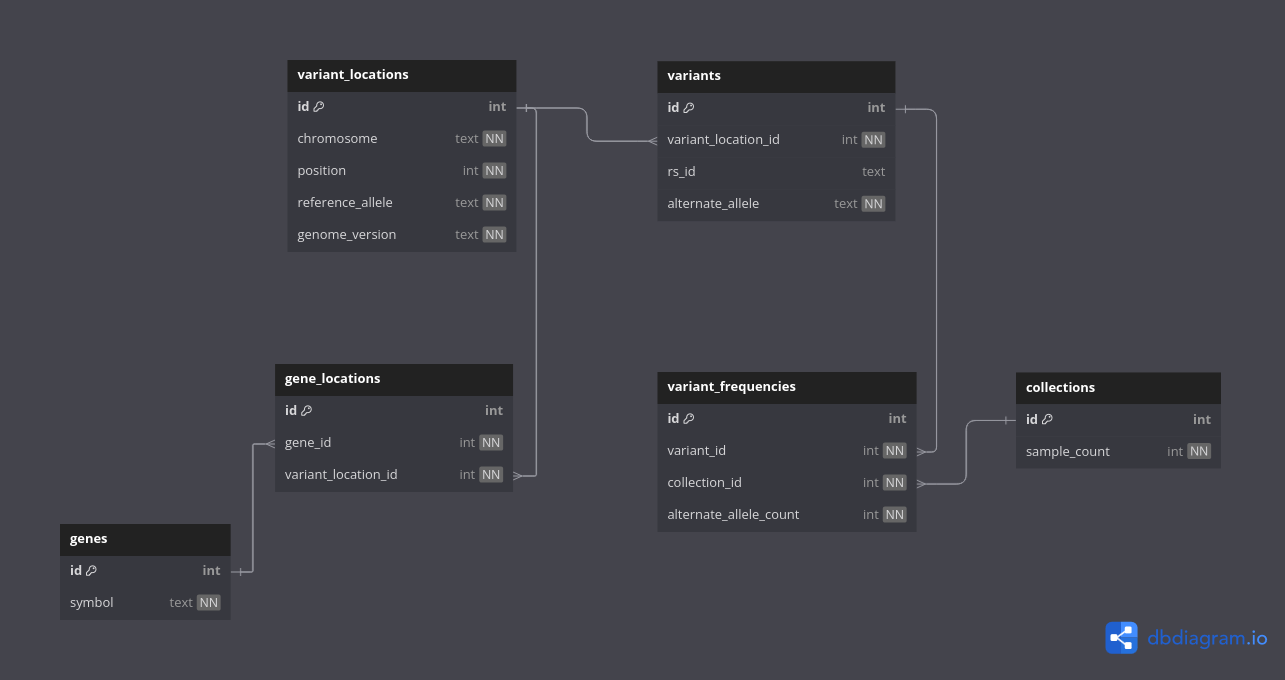 variant_locations
id int
chromosome text NN
position int NN
reference_allele text NN
genome_version text NN
variants
id int
variant_location_id int NN
rs_id text
alternate_allele text NN
gene_locations
id int
gene_id int NN
variant_location_id int NN
variant_frequencies
id int
variant_id int NN
collection_id int NN
alternate_allele_count int NN
collections
id int
sample_count int NN
genes
id int
symbol text NN
dbdiagram.io